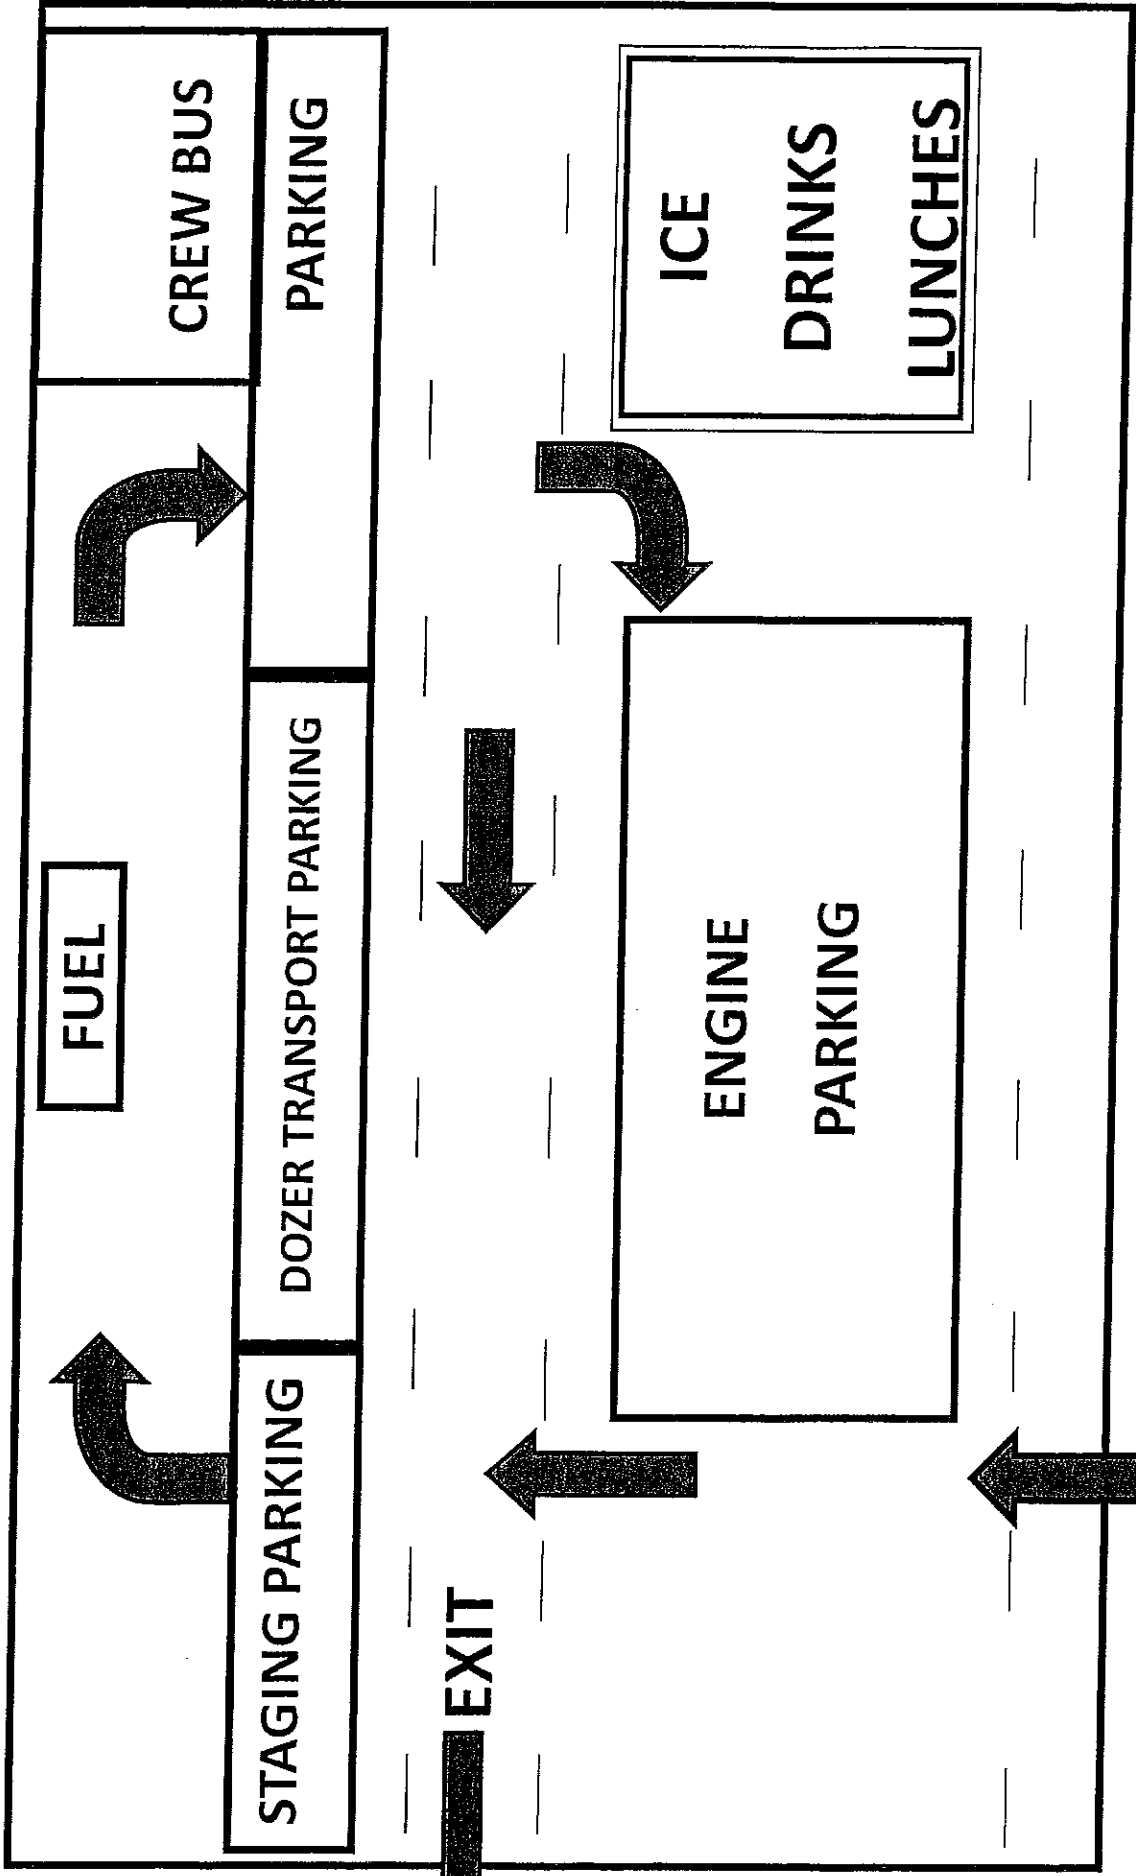 FUEL
CREW BUS
STAGING PARKING
DOZER TRANSPORT PARKING
PARKING
EXIT
ICE
DRINKS
LUNCHES
ENGINE
PARKING